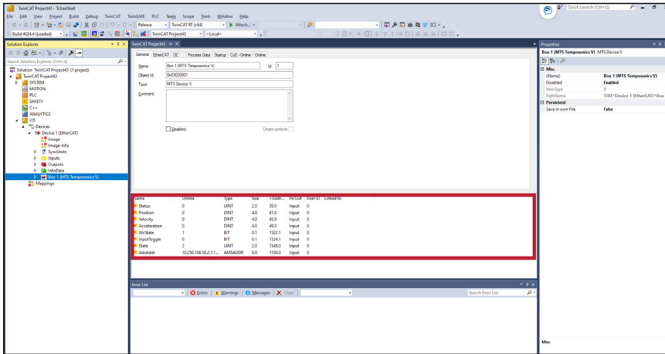 TwinCAT Project43 - TcXaeShell
Quick Launch (Ctrl+Q)
File Edit View Project Build Debug TwinCAT TwinSAFE PLC Team Scope Tools Window Help
Release TwinCAT RT (x64) Attach...
Build 4024.4 (Loaded) TwinCAT Project43 <Local>
Solution Explorer
Search Solution Explorer (Ctrl+ü)
Solution 'TwinCAT Project43' (1 project)
TwinCAT Project43
SYSTEM
MOTION
PLC
SAFETY
C++
ANALYTICS
I/O
Devices
Device 1 (EtherCAT)
Image
Image-Info
SyncUnits
Inputs
Outputs
InfoData
Box 1 (MTS Temposonics V)
Mappings
TwinCAT Project43
General EtherCAT DC Process Data Startup CoE - Online Online
Name: Box 1 (MTS Temposonics V) Id: 1
Object Id: 0x03020001
Type: MTS Device V
Comment:
Disabled Create symbols
Name Online Type Size >Addr... In/Out User ID Linked to
Status 0 UINT 2.0 39.0 Input 0
Position 0 DINT 4.0 41.0 Input 0
Velocity 0 DINT 4.0 45.0 Input 0
Acceleration 0 DINT 4.0 49.0 Input 0
WcState 1 BIT 0.1 1522.1 Input 0
InputToggle 0 BIT 0.1 1524.1 Input 0
State 2 UINT 2.0 1548.0 Input 0
AdsAddr 8.0 1550.0 Input 0
Error List
0 Errors 0 Warnings 0 Messages Clear
Search Error List
Properties
Box 1 (MTS Temposonics V) MTS Device V
Misc
(Name) Box 1 (MTS Temposonics V)
Disabled Enabled
ItemType
PathName
Persistent
Save in own File False
Misc